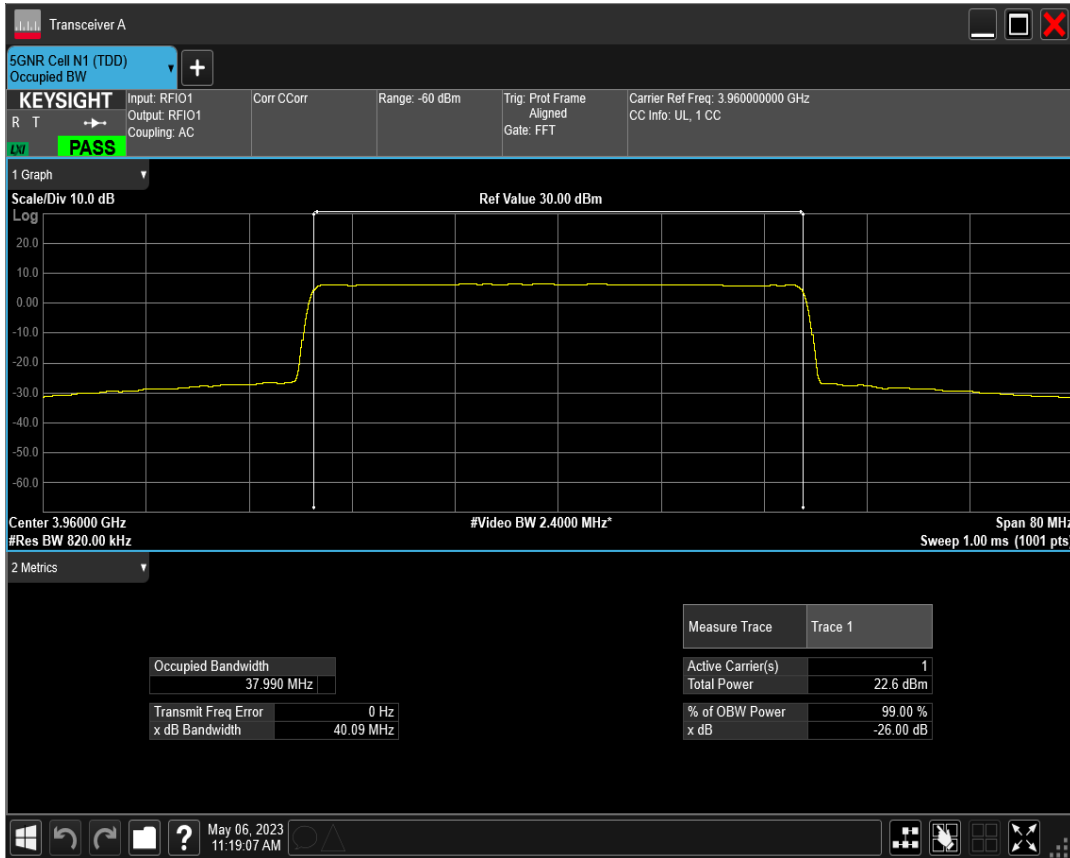 Transceiver A
5GNR Cell N1 (TDD)
Occupied BW
+
KEYSIGHT
R T
LXI
PASS
Input: RFIO1
Output: RFIO1
Coupling: AC
Corr CCorr
Range: -60 dBm
Trig: Prot Frame
Aligned
Gate: FFT
Carrier Ref Freq: 3.960000000 GHz
CC Info: UL, 1 CC
1 Graph
Scale/Div 10.0 dB
Ref Value 30.00 dBm
Log
20.0
10.0
0.00
-10.0
-20.0
-30.0
-40.0
-50.0
-60.0
Center 3.96000 GHz
#Video BW 2.4000 MHz*
Span 80 MHz
#Res BW 820.00 kHz
Sweep 1.00 ms (1001 pts)
2 Metrics
Measure Trace Trace 1
Occupied Bandwidth
37.990 MHz
Active Carrier(s) 1
Total Power 22.6 dBm
Transmit Freq Error 0 Hz
x dB Bandwidth 40.09 MHz
% of OBW Power 99.00 %
x dB -26.00 dB
?
May 06, 2023
11:19:07 AM